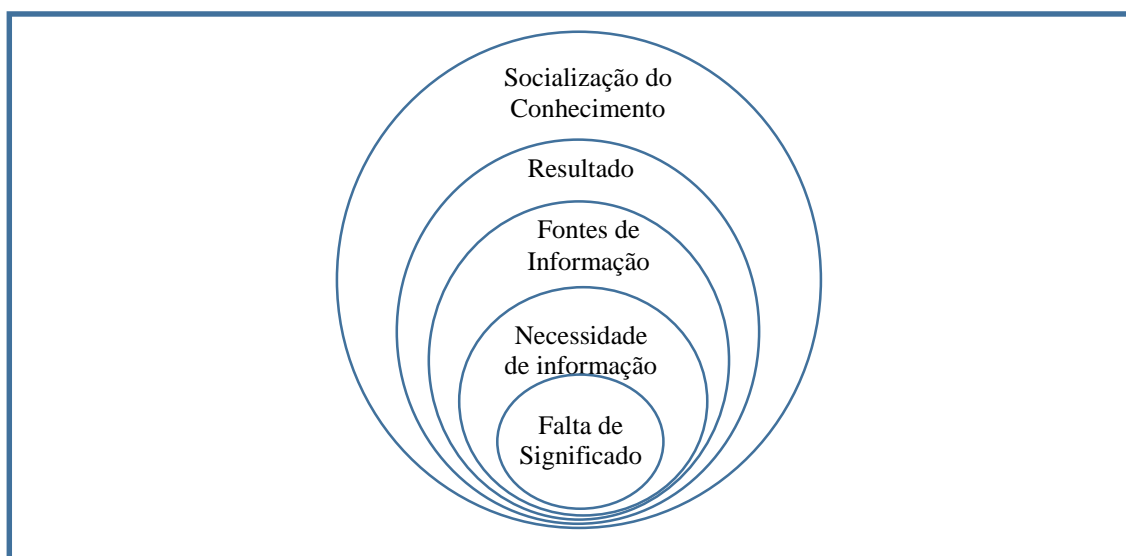 Socialização do
Conhecimento
Resultado
Fontes de
Informação
Necessidade
de informação
Falta de
Significado